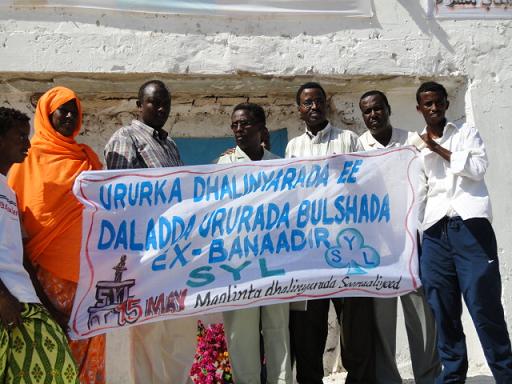 URURKA DHALINYARADA EE
DALADDA URURADA BULSHADA
EX-BANAADIR
SYL
SYL
15 MAY Maalinta dhalinyarada Soomaaliyeed